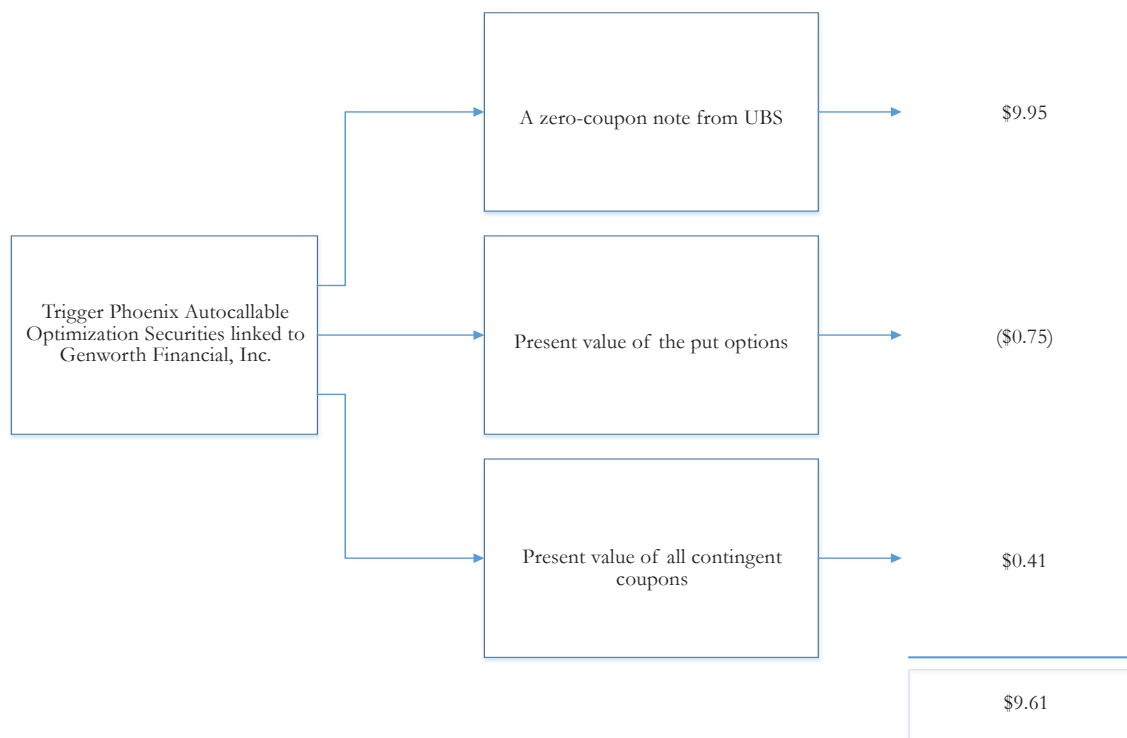 A zero-coupon note from UBS
$9.95
Trigger Phoenix Autocallable
Optimization Securities linked to
Genworth Financial, Inc.
Present value of the put options
($0.75)
Present value of all contingent
coupons
$0.41
$9.61